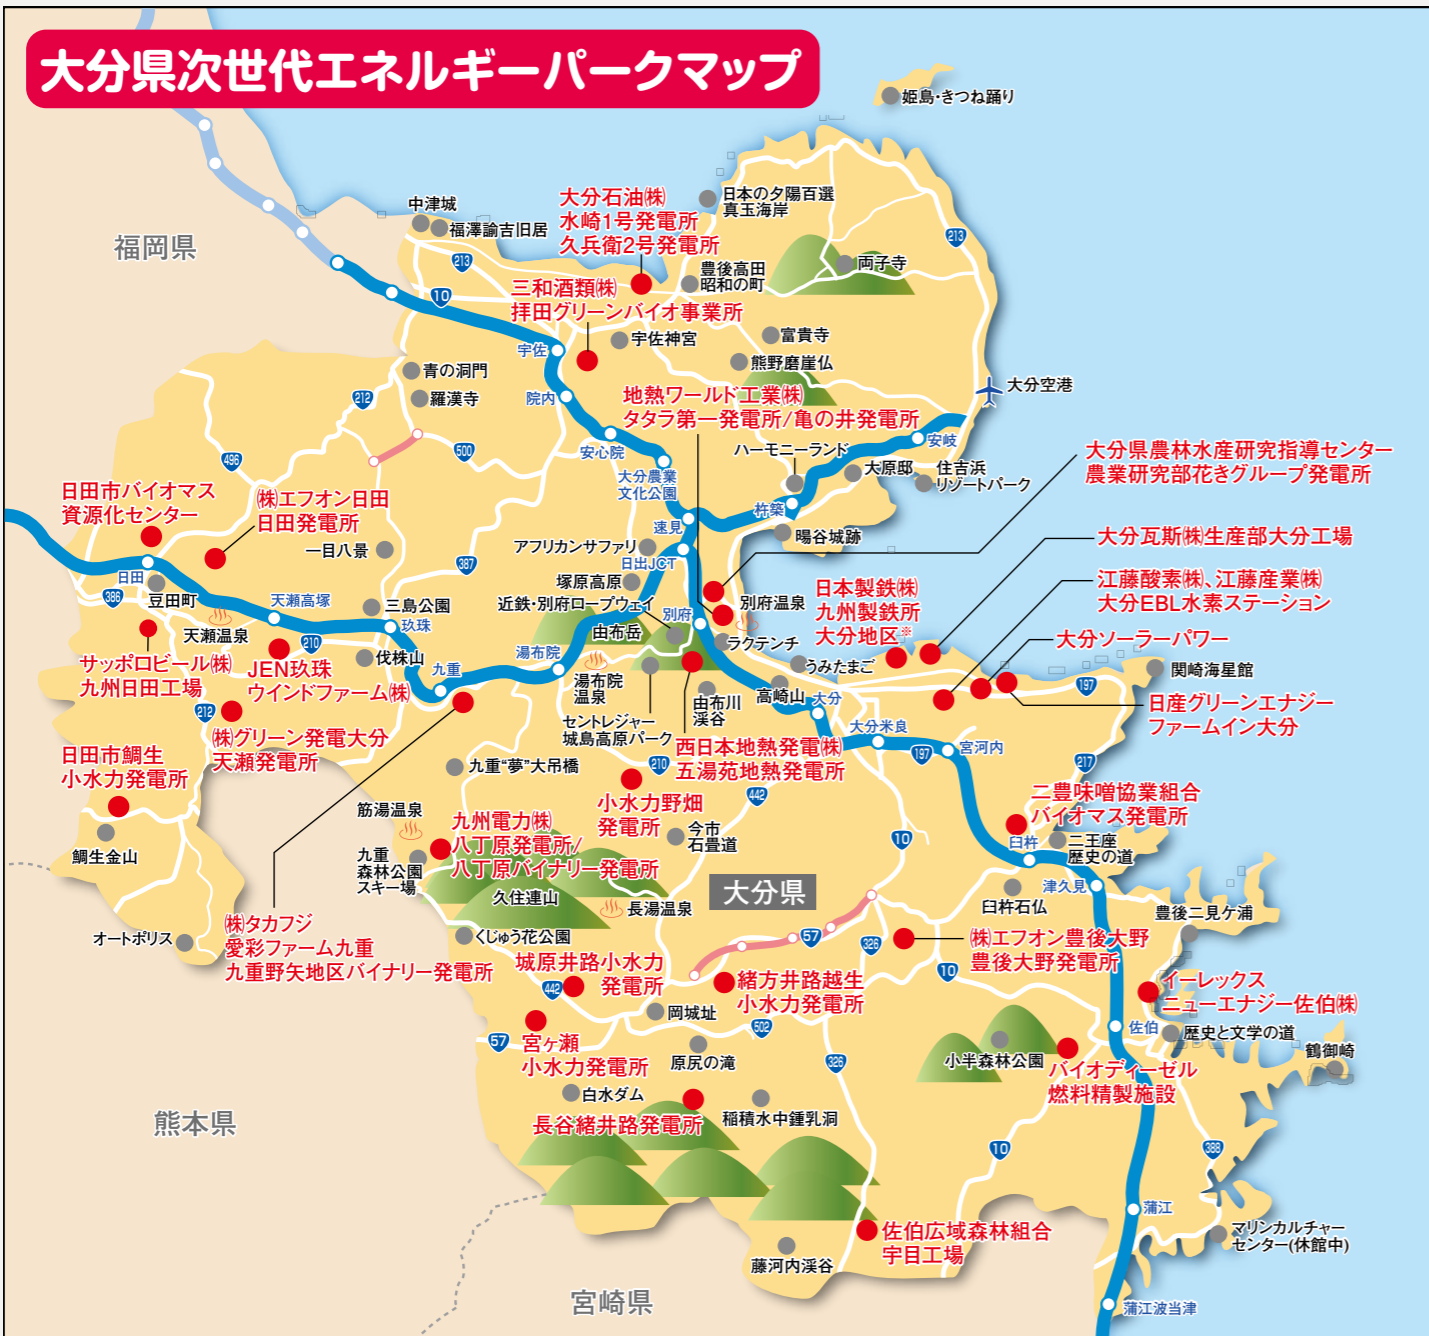 大分県次世代エネルギーパークマップ
姫島・きつね踊り
福岡県
中津城
福澤諭吉旧居
大分石油㈱
水崎1号発電所
久兵衛2号発電所
日本の夕陽百選
真玉海岸
213
213
10
豊後高田
昭和の町
両子寺
三和酒類㈱
拝田グリーンバイオ事業所
宇佐神宮
富貴寺
熊野磨崖仏
宇佐
院内
安心院
大分農業
文化公園
速見
日出JCT
青の洞門
羅漢寺
212
500
496
387
大分空港
地熱ワールド工業㈱
タタラ第一発電所/亀の井発電所
ハーモニーランド
安岐
大原邸
住吉浜
リゾートパーク
杵築
暘谷城跡
大分県農林水産研究指導センター
農業研究部花きグループ発電所
大分瓦斯㈱生産部大分工場
江藤酸素㈱、江藤産業㈱
大分EBL水素ステーション
大分ソーラーパワー
日産グリーンエナジー
ファームイン大分
関崎海星館
197
日本製鉄㈱
九州製鉄所
大分地区※
日田市バイオマス
資源化センター
㈱エフオン日田
日田発電所
一目八景
日田
豆田町
386
天瀬温泉
天瀬高塚
210
三島公園
玖珠
伐株山
九重
湯布院
アフリカンサファリ
塚原高原
近鉄・別府ロープウェイ
由布岳
別府
別府温泉
ラクテンチ
うみたまご
高崎山
大分
湯布院
温泉
由布川
渓谷
セントレジャー
城島高原パーク
サッポロビール㈱
九州日田工場
JEN玖珠
ウインドファーム㈱
212
㈱グリーン発電大分
天瀬発電所
日田市鯛生
小水力発電所
鯛生金山
オートポリス
九重“夢”大吊橋
筋湯温泉
九重
森林公園
スキー場
九州電力㈱
八丁原発電所/
八丁原バイナリー発電所
久住連山
小水力野畑
発電所
西日本地熱発電㈱
五湯苑地熱発電所
210
442
今市
石畳道
大分米良
197
宮河内
217
10
二豊味噌協業組合
バイオマス発電所
臼杵
二王座
歴史の道
津久見
臼杵石仏
豊後二見ケ浦
大分県
長湯温泉
くじゅう花公園
㈱タカフジ
愛彩ファーム九重
九重野矢地区バイナリー発電所
城原井路小水力
発電所
442
57
326
㈱エフオン豊後大野
豊後大野発電所
緒方井路越生
小水力発電所
岡城址
502
10
イーレックス
ニューエナジー佐伯㈱
佐伯
歴史と文学の道
鶴御崎
57
宮ヶ瀬
小水力発電所
原尻の滝
326
小半森林公園
バイオディーゼル
燃料精製施設
白水ダム
長谷緒井路発電所
稲積水中鍾乳洞
10
388
熊本県
蒲江
マリンカルチャー
センター(休館中)
佐伯広域森林組合
宇目工場
藤河内渓谷
宮崎県
蒲江波当津